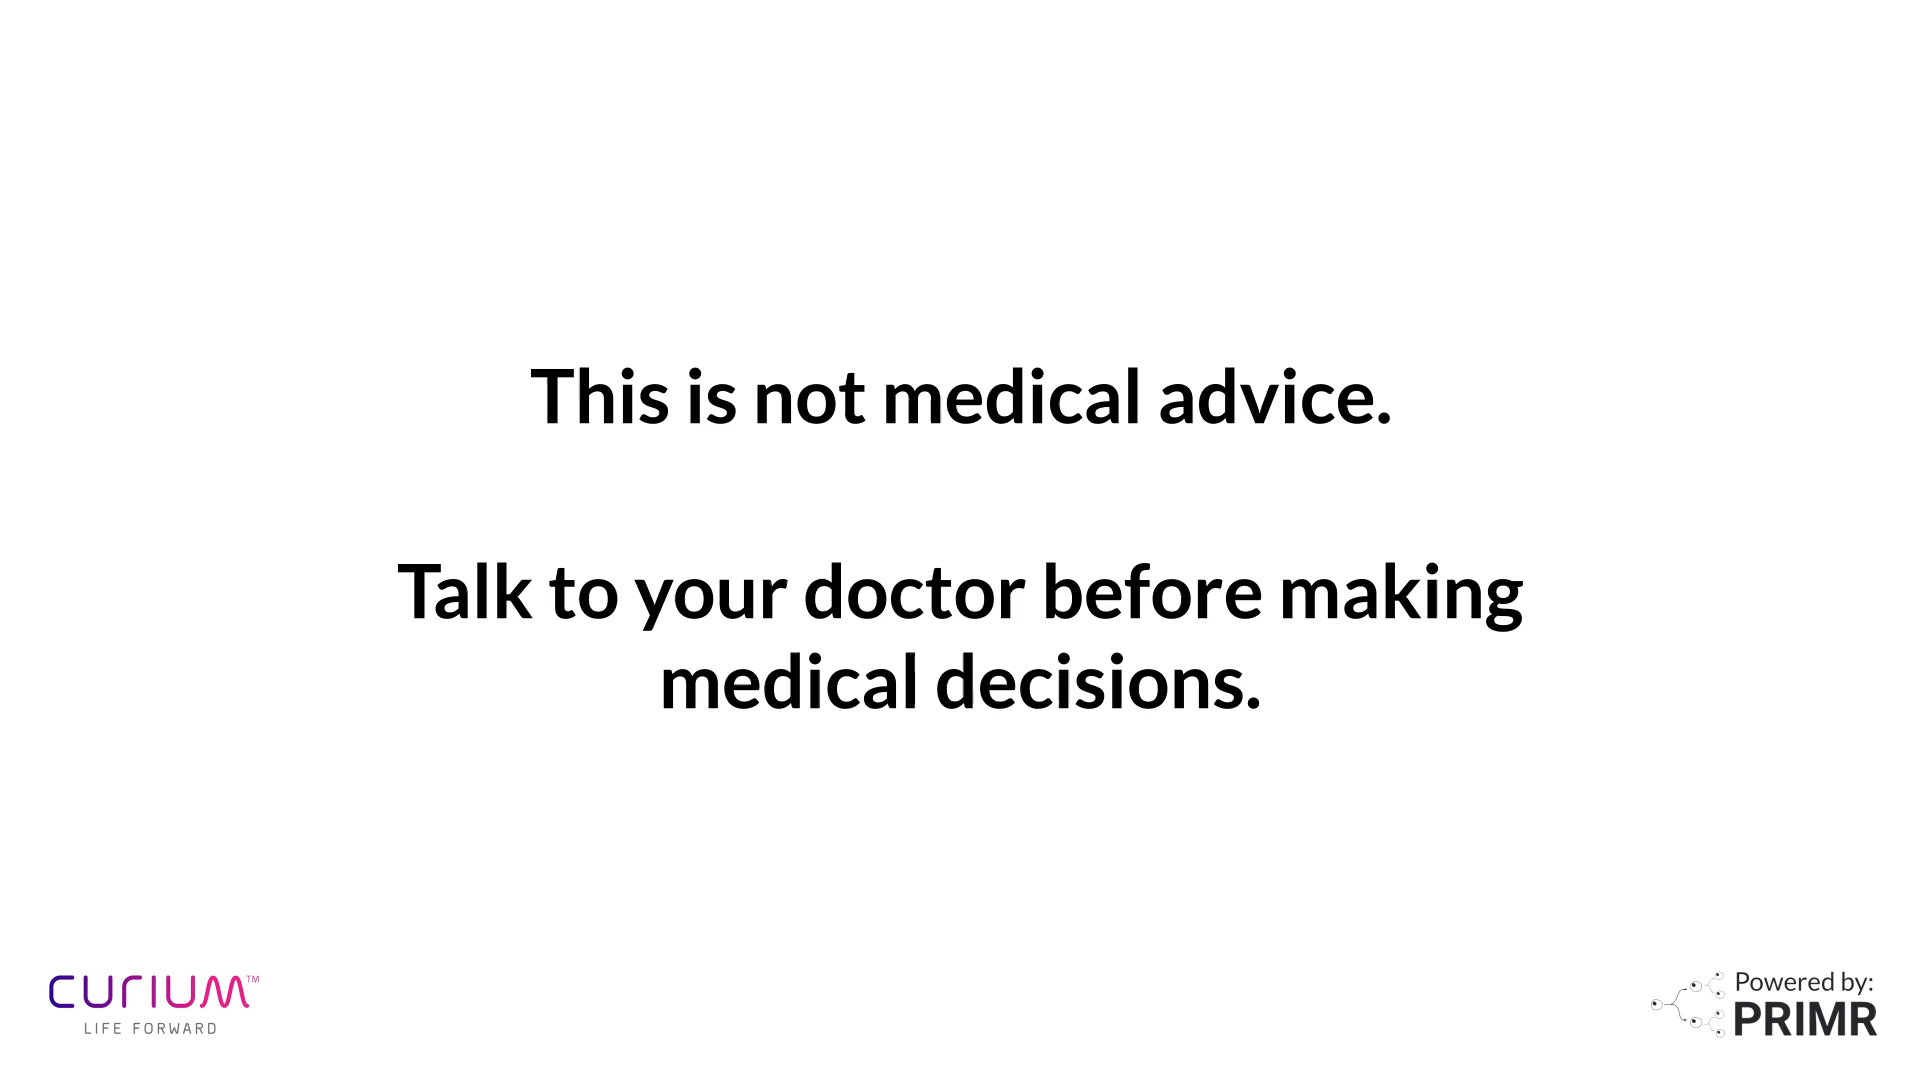 This is not medical advice.
Talk to your doctor before making
medical decisions.
curium™
LIFE FORWARD
Powered by:
PRIMR